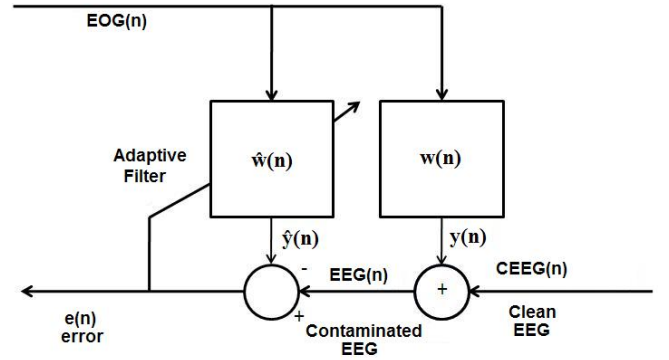 EOG(n)
Adaptive
Filter
ŵ(n)
w(n)
ŷ(n)
y(n)
-
+
+
EEG(n)
CEEG(n)
Contaminated
EEG
Clean
EEG
e(n)
error